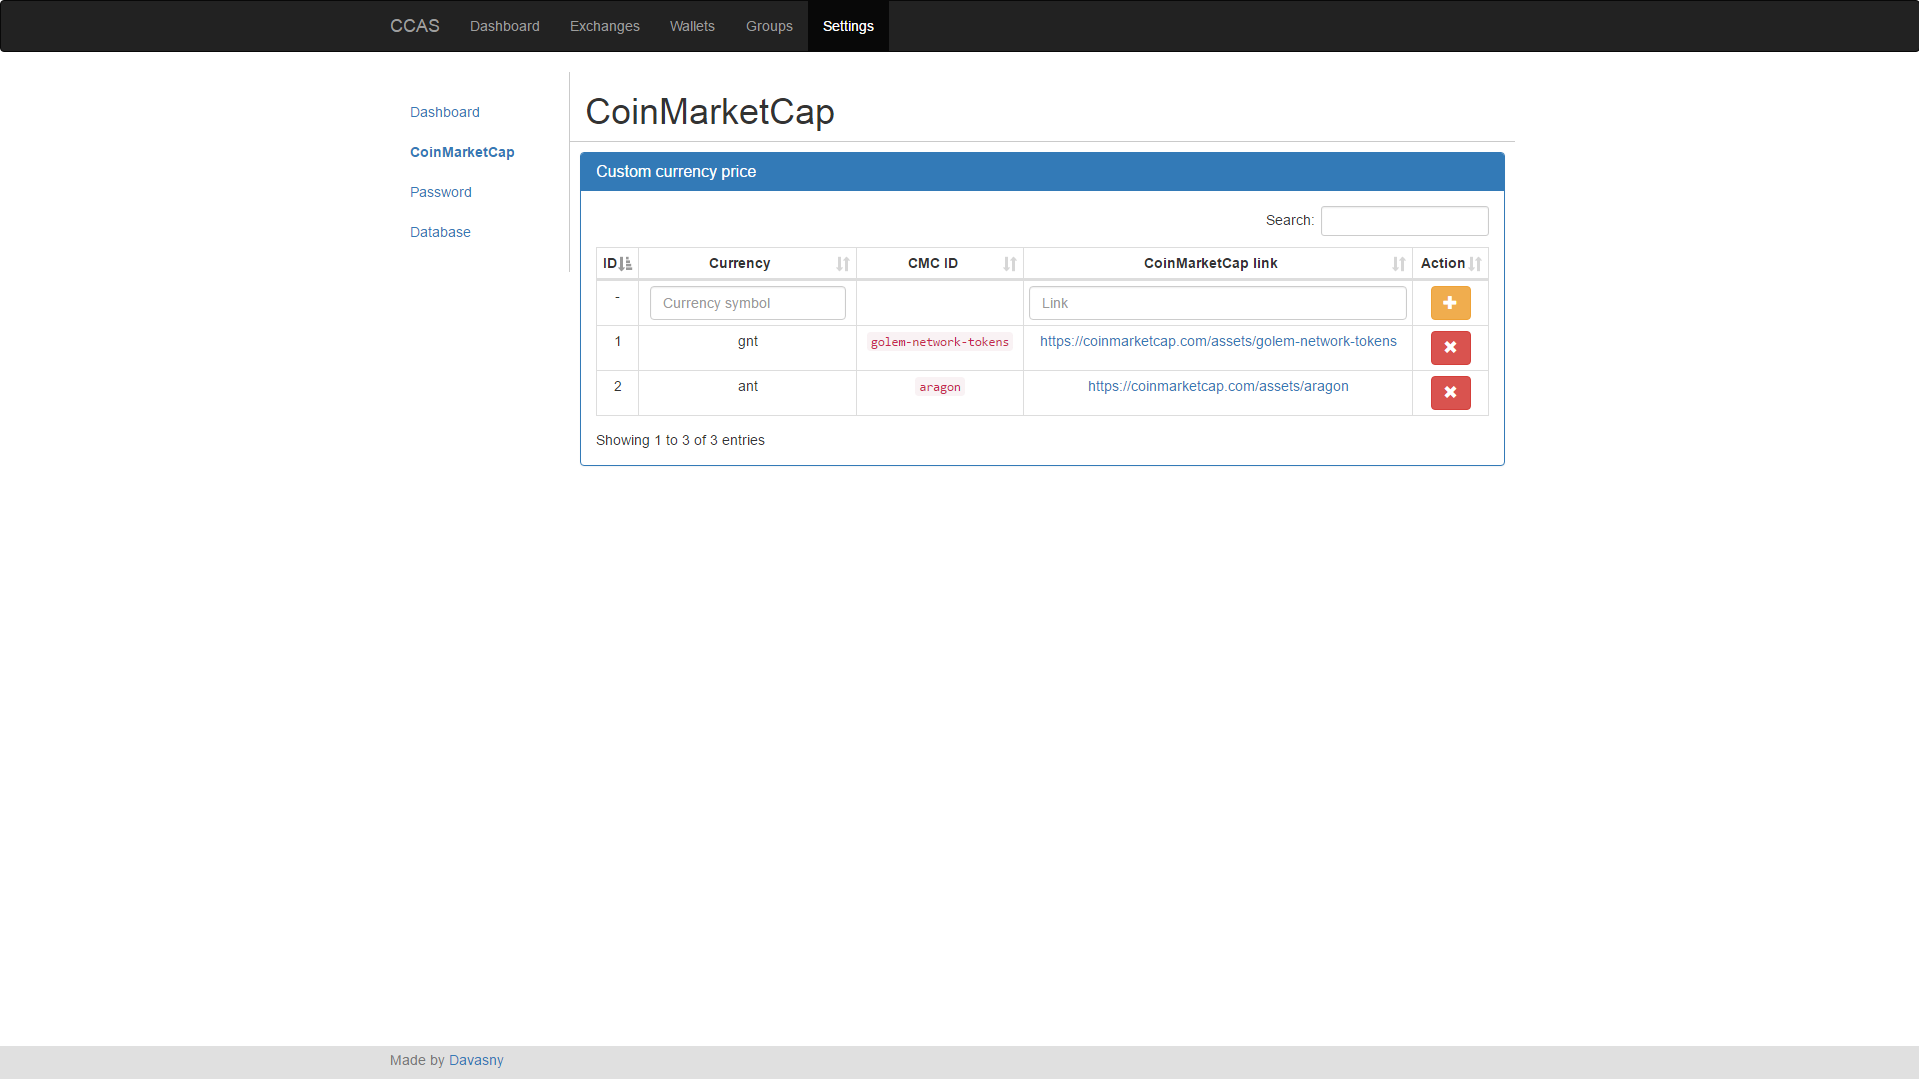 CCAS Dashboard Exchanges Wallets Groups Settings
Dashboard
CoinMarketCap
Password
Database
CoinMarketCap
Custom currency price
Search:
ID Currency CMC ID CoinMarketCap link Action
- Currency symbol Link
1 gnt golem-network-tokens https://coinmarketcap.com/assets/golem-network-tokens
2 ant aragon https://coinmarketcap.com/assets/aragon
Showing 1 to 3 of 3 entries
Made by Davasny